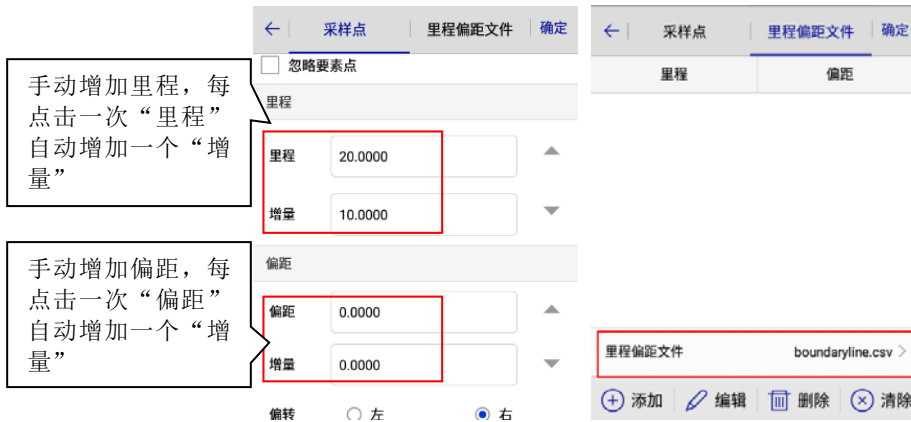 手动增加里程，每
点击一次“里程”
自动增加一个“增
量”
手动增加偏距，每
点击一次“偏距”
自动增加一个“增
量”
采样点 里程偏距文件 确定
忽略要素点
里程
里程 20.0000
增量 10.0000
偏距
偏距 0.0000
增量 0.0000
偏转 左 右
采样点 里程偏距文件 确定
里程 偏距
里程偏距文件 boundaryline.csv
添加 编辑 删除 清除